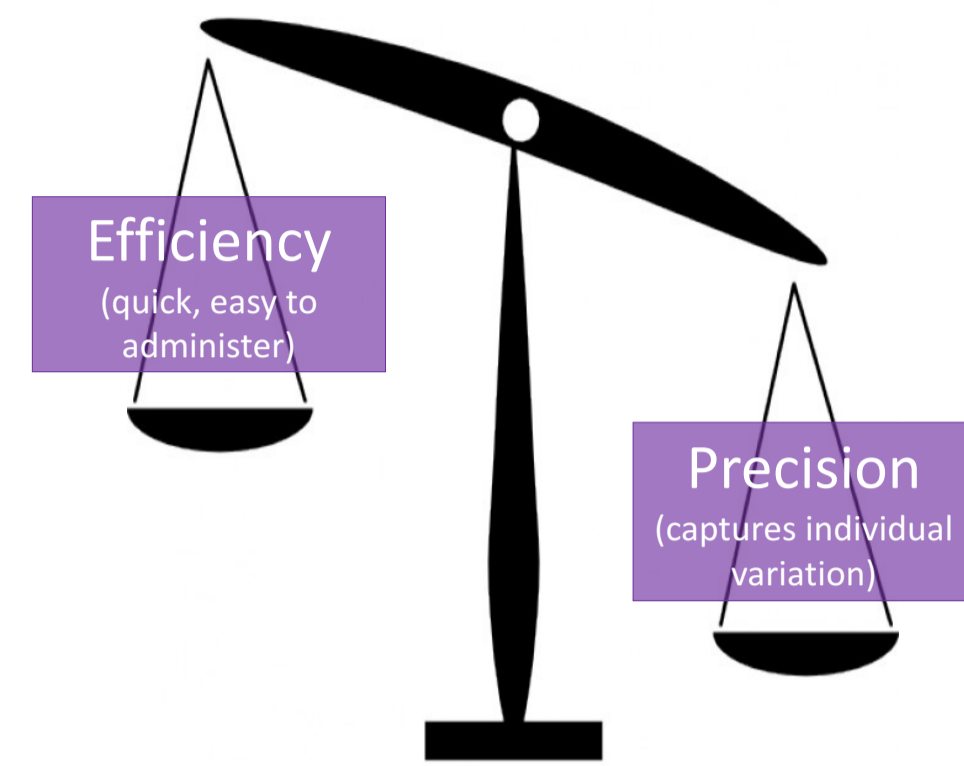 Efficiency
(quick, easy to
administer)
Precision
(captures individual
variation)